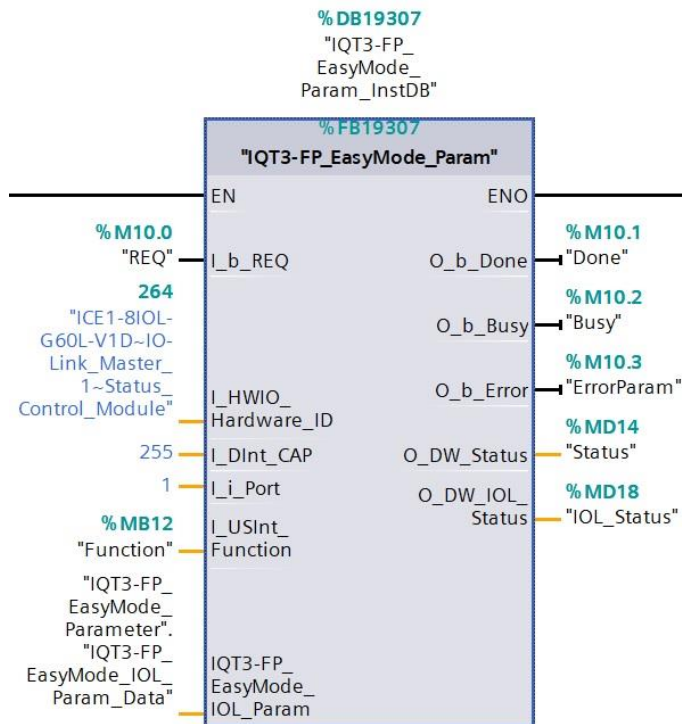 %DB19307
"IQT3-FP_
EasyMode_
Param_InstDB"
%FB19307
"IQT3-FP_EasyMode_Param"
EN
ENO
%M10.0
"REQ"
I_b_REQ
264
"ICE1-8IOL-
G60L-V1D~IO-
Link_Master_
1~Status_
Control_Module"
I_HWIO_
Hardware_ID
255
I_DInt_CAP
1
I_i_Port
%MB12
"Function"
I_USInt_
Function
"IQT3-FP_
EasyMode_
Parameter".
"IQT3-FP_
EasyMode_IOL_
Param_Data"
IQT3-FP_
EasyMode_
IOL_Param
O_b_Done
%M10.1
"Done"
O_b_Busy
%M10.2
"Busy"
O_b_Error
%M10.3
"ErrorParam"
O_DW_Status
%MD14
"Status"
O_DW_IOL_
Status
%MD18
"IOL_Status"